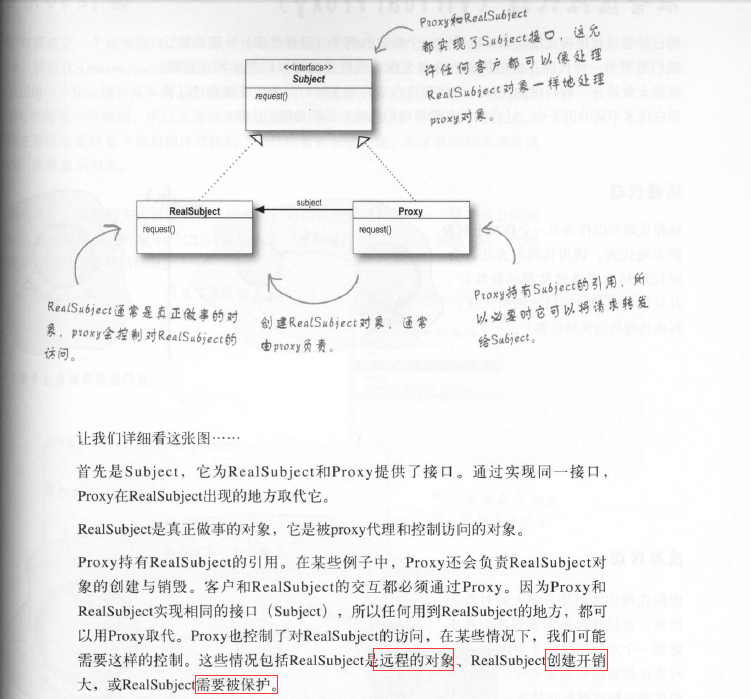 Proxy和RealSubject
都实现了Subject接口，这允
许任何客户都可以像处理
RealSubject对象一样地处理
proxy对象。
<<interface>>
Subject
request()
RealSubject
request()
subject
Proxy
request()
RealSubject通常是真正做事的对
象，proxy会控制对RealSubject的
访问。
创建RealSubject对象，通常
由proxy负责。
Proxy持有Subject的引用，所
以必要时它可以将请求转发
给Subject。
让我们详细看这张图……
首先是Subject，它为RealSubject和Proxy提供了接口。通过实现同一接口，
Proxy在RealSubject出现的地方取代它。
RealSubject是真正做事的对象，它是被proxy代理和控制访问的对象。
Proxy持有RealSubject的引用。在某些例子中，Proxy还会负责RealSubject对
象的创建与销毁。客户和RealSubject的交互都必须通过Proxy。因为Proxy和
RealSubject实现相同的接口（Subject），所以任何用到RealSubject的地方，都可
以用Proxy取代。Proxy也控制了对RealSubject的访问，在某些情况下，我们可能
需要这样的控制。这些情况包括RealSubject是远程的对象、RealSubject创建开销
大，或RealSubject需要被保护。